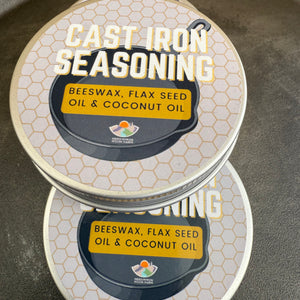 CAST IRON
SEASONING
BEESWAX, FLAX SEED
OIL & COCONUT OIL
SEASONING
BEESWAX, FLAX SEED
OIL & COCONUT OIL